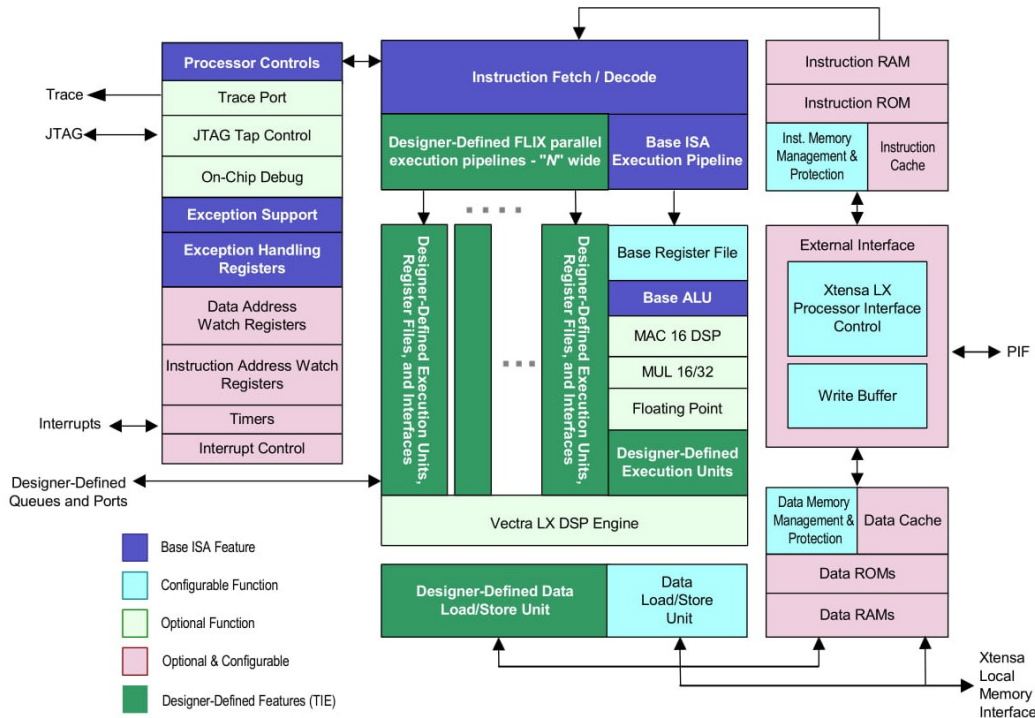 Processor Controls
Trace Port
JTAG Tap Control
On-Chip Debug
Exception Support
Exception Handling
Registers
Data Address
Watch Registers
Instruction Address Watch
Registers
Timers
Interrupt Control
Trace
JTAG
Interrupts
Designer-Defined
Queues and Ports
Instruction Fetch / Decode
Designer-Defined FLIX parallel
execution pipelines - "N" wide
Base ISA
Execution Pipeline
Designer-Defined Execution Units,
Register Files, and Interfaces
Designer-Defined Execution Units,
Register Files, and Interfaces
Base Register File
Base ALU
MAC 16 DSP
MUL 16/32
Floating Point
Designer-Defined
Execution Units
Vectra LX DSP Engine
Designer-Defined Data
Load/Store Unit
Data
Load/Store
Unit
Instruction RAM
Instruction ROM
Inst. Memory
Management &
Protection
Instruction
Cache
External Interface
Xtensa LX
Processor Interface
Control
Write Buffer
PIF
Data Memory
Management &
Protection
Data Cache
Data ROMs
Data RAMs
Xtensa
Local
Memory
Interface
Base ISA Feature
Configurable Function
Optional Function
Optional & Configurable
Designer-Defined Features (TIE)